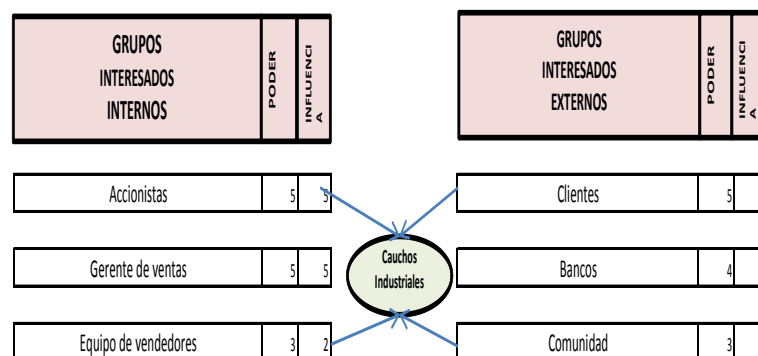 GRUPOS
INTERESADOS
INTERNOS
PODER
INFLUENCI
A
GRUPOS
INTERESADOS
EXTERNOS
PODER
INFLUENCI
A
Accionistas 5 5
Clientes 5
Gerente de ventas 5 5
Cauchos
Industriales
Bancos 4
Equipo de vendedores 3 2
Comunidad 3